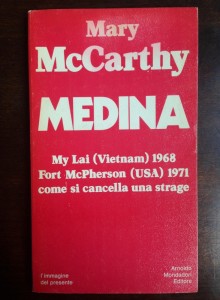 Mary
McCarthy
MEDINA
My Lai (Vietnam) 1968
Fort McPherson (USA) 1971
come si cancella una strage
l'immagine
del presente
Arnoldo
Mondadori
Editore